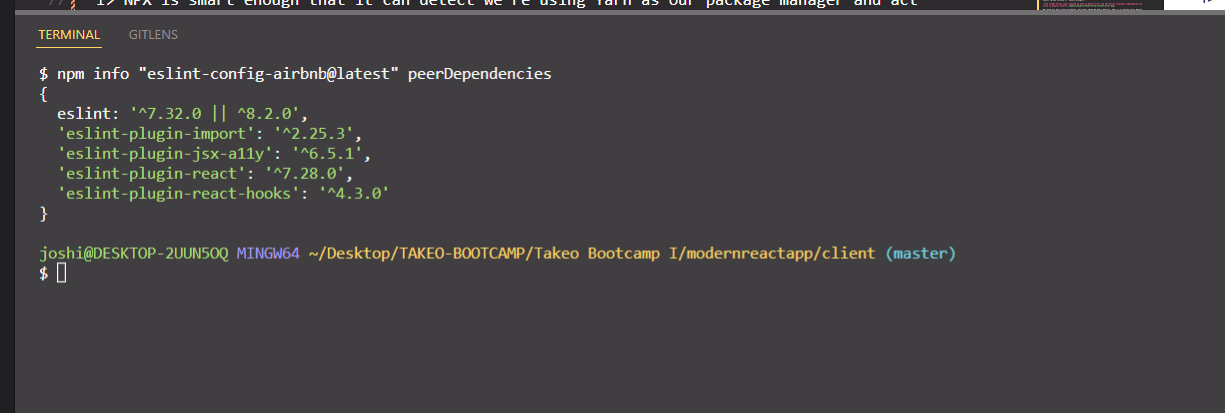 // 1> NPX is smart enough that it can detect we're using Yarn as our package manager and act
TERMINAL GITLENS
$ npm info "eslint-config-airbnb@latest" peerDependencies
{
  eslint: '^7.32.0 || ^8.2.0',
  'eslint-plugin-import': '^2.25.3',
  'eslint-plugin-jsx-a11y': '^6.5.1',
  'eslint-plugin-react': '^7.28.0',
  'eslint-plugin-react-hooks': '^4.3.0'
}
joshi@DESKTOP-2UUN5OQ MINGW64 ~/Desktop/TAKEO-BOOTCAMP/Takeo Bootcamp I/modernreactapp/client (master)
$